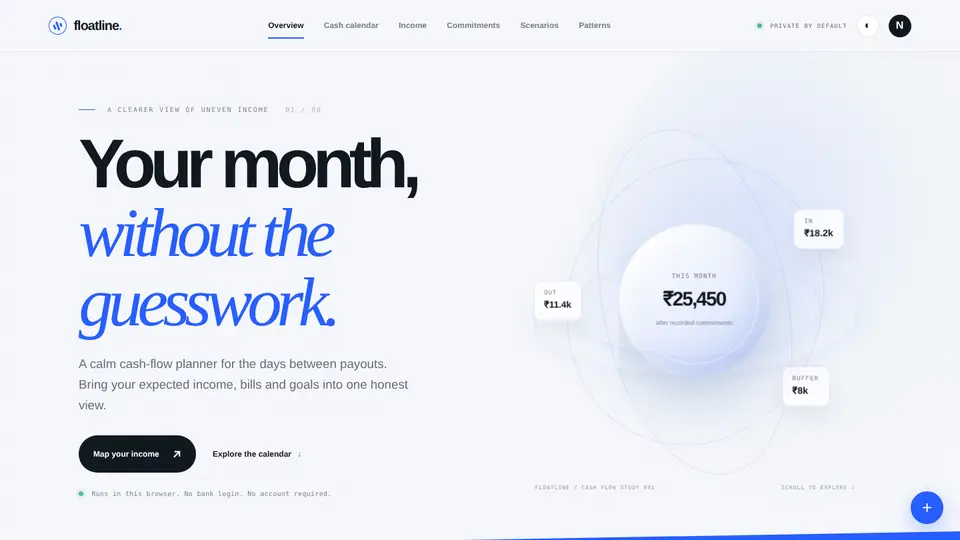 floatline.
Overview
Cash calendar
Income
Commitments
Scenarios
Patterns
PRIVATE BY DEFAULT
N
A CLEARER VIEW OF UNEVEN INCOME 01 / 06
Your month,
without the
guesswork.
A calm cash-flow planner for the days between payouts.
Bring your expected income, bills and goals into one honest
view.
Map your income ↗
Explore the calendar ↓
Runs in this browser. No bank login. No account required.
IN
₹18.2k
OUT
₹11.4k
THIS MONTH
₹25,450
after recorded commitments
BUFFER
₹8k
FLOATLINE / CASH FLOW STUDY 001
SCROLL TO EXPLORE ↓
+